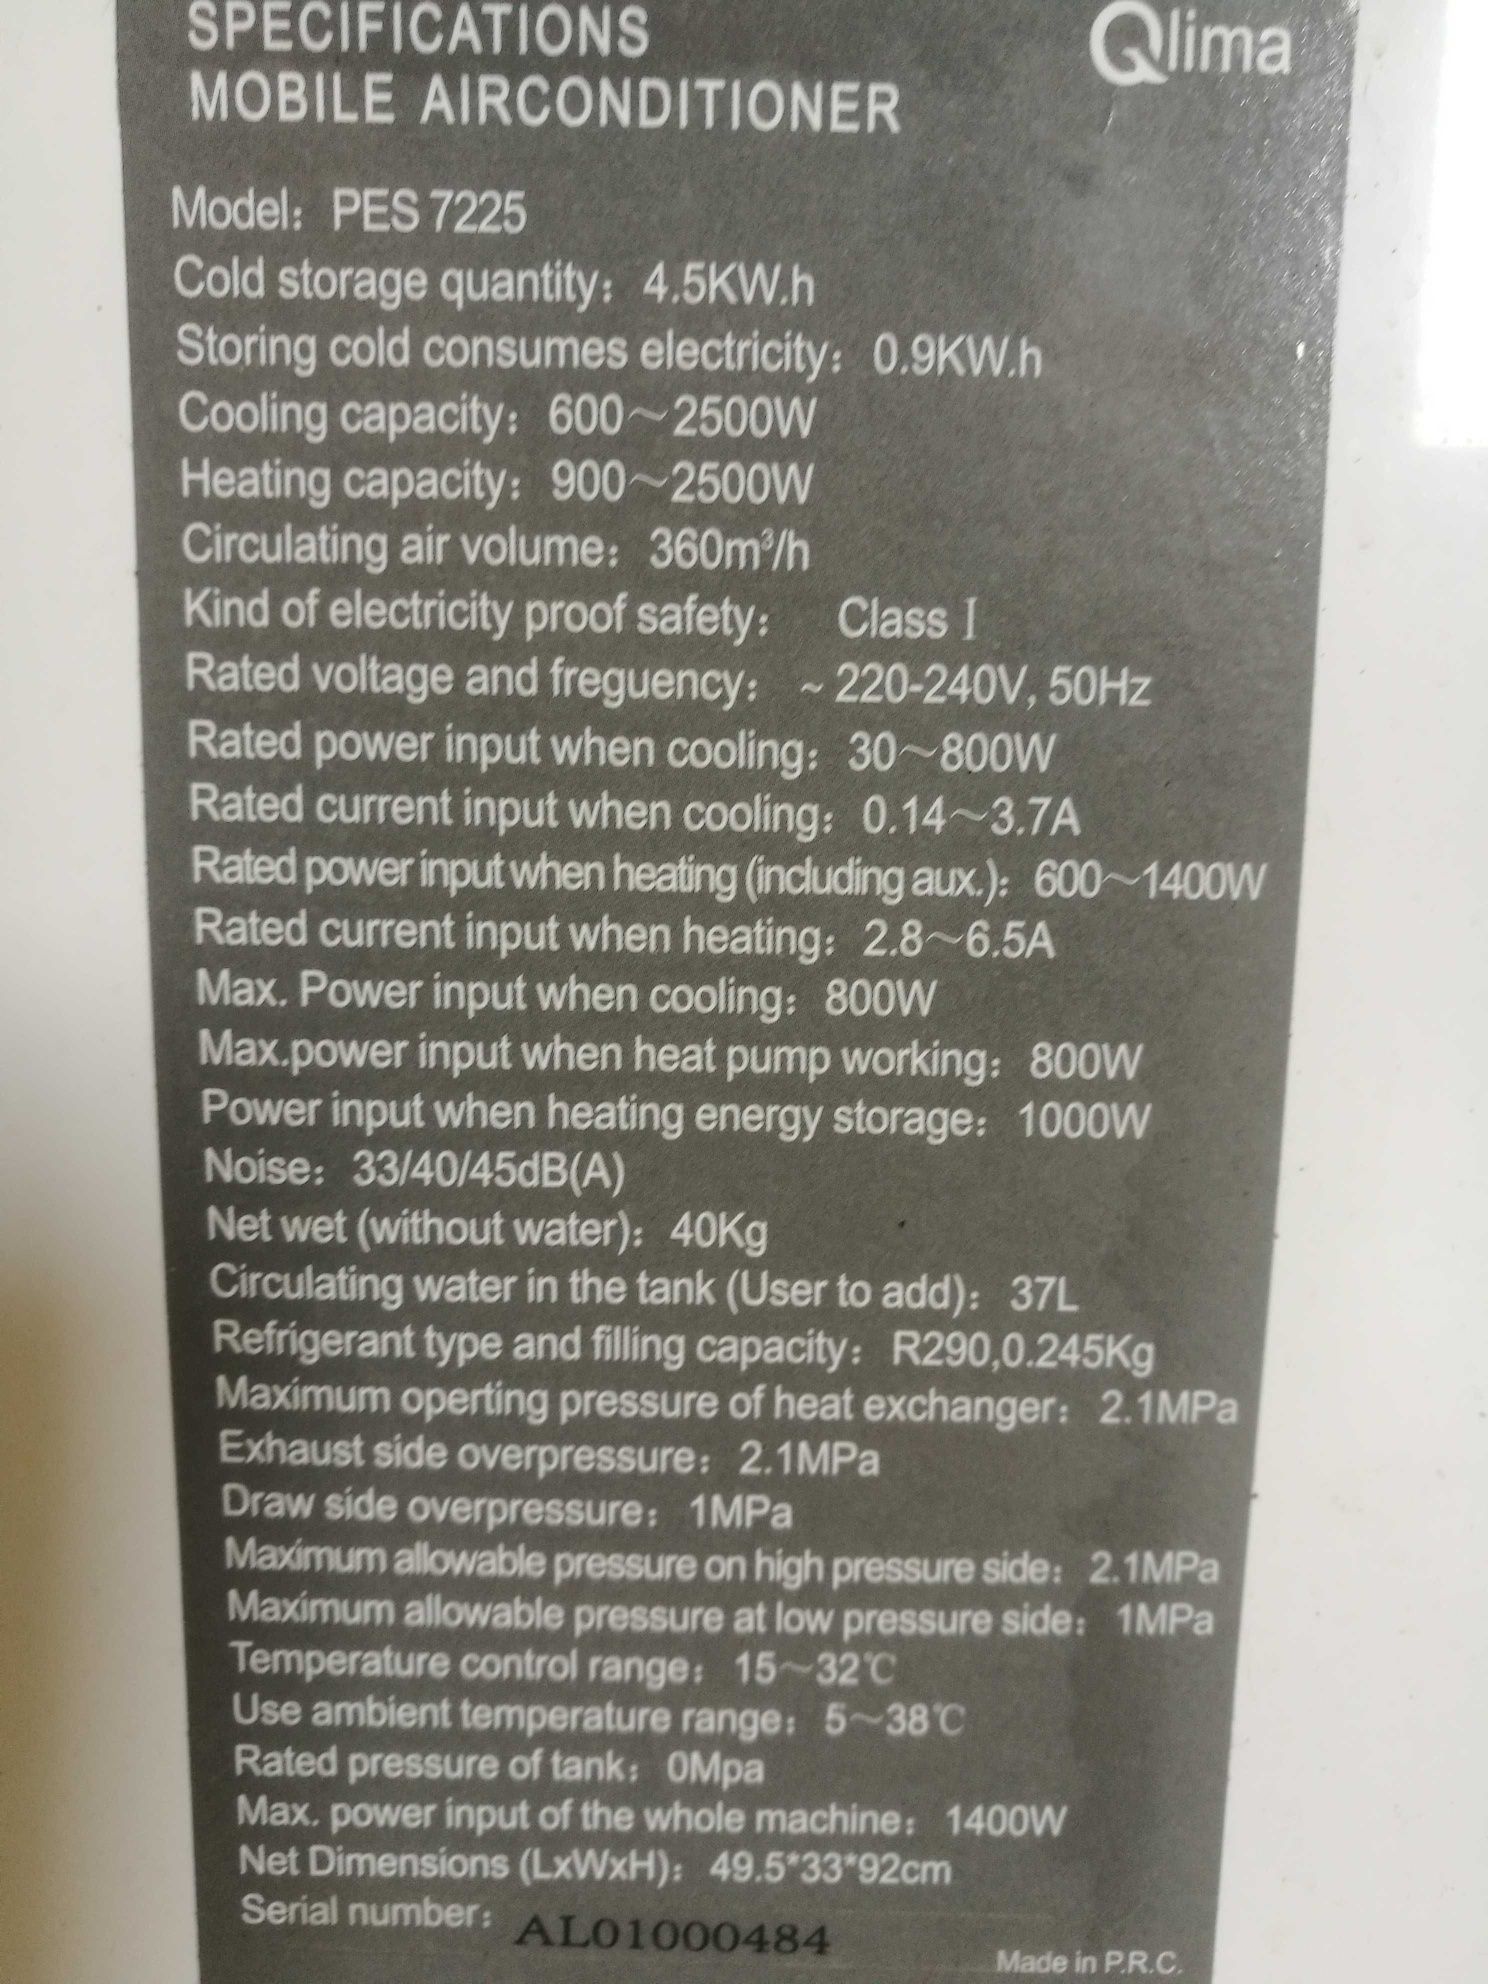 SPECIFICATIONS
Qlima
MOBILE AIRCONDITIONER
Model: PES 7225
Cold storage quantity: 4.5KW.h
Storing cold consumes electricity: 0.9KW.h
Cooling capacity: 600~2500W
Heating capacity: 900~2500W
Circulating air volume: 360m³/h
Kind of electricity proof safety: Class I
Rated voltage and freguency: ~ 220-240V, 50Hz
Rated power input when cooling: 30~800W
Rated current input when cooling: 0.14~3.7A
Rated power input when heating (including aux.): 600~1400W
Rated current input when heating: 2.8~6.5A
Max. Power input when cooling: 800W
Max.power input when heat pump working: 800W
Power input when heating energy storage: 1000W
Noise: 33/40/45dB(A)
Net wet (without water): 40Kg
Circulating water in the tank (User to add): 37L
Refrigerant type and filling capacity: R290,0.245Kg
Maximum operting pressure of heat exchanger: 2.1MPa
Exhaust side overpressure: 2.1MPa
Draw side overpressure: 1MPa
Maximum allowable pressure on high pressure side: 2.1MPa
Maximum allowable pressure at low pressure side: 1MPa
Temperature control range: 15~32℃
Use ambient temperature range: 5~38℃
Rated pressure of tank: 0Mpa
Max. power input of the whole machine: 1400W
Net Dimensions (LxWxH): 49.5*33*92cm
Serial number: AL01000484
Made in P.R.C.